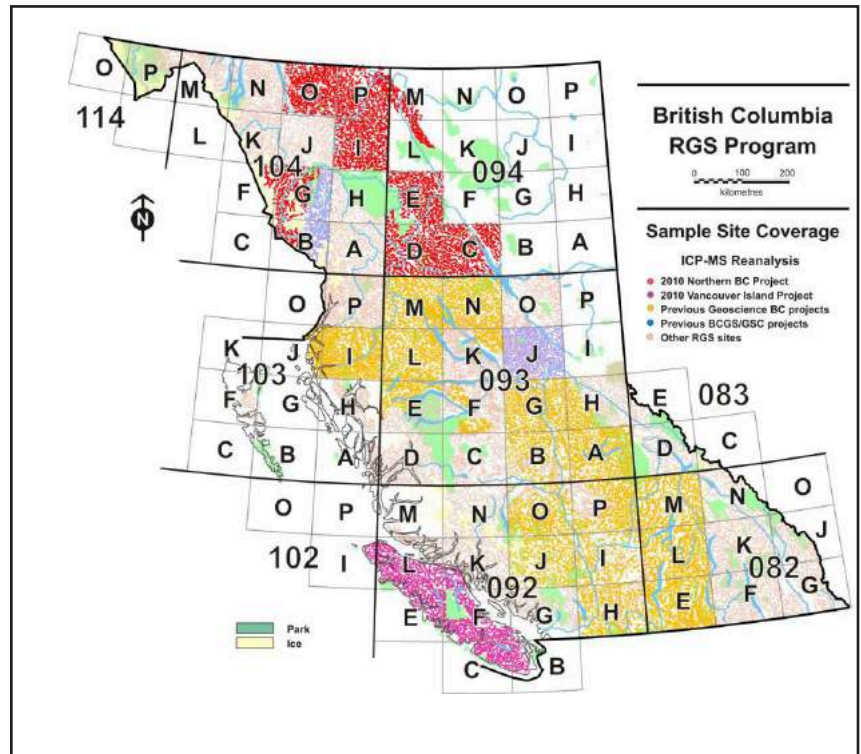 O P M N O P M N O P
114
L K J I L K J I
104 094
F G H E F G H
C B A D C B A
O P M N O P
K J I L K J I
103 093
F G H E F G H E 083
C B A D C B A D C
O P M N O P M N O
102 I L K J I L K J
092 082
E F G H E F G
C B
N
British Columbia
RGS Program
0 100 200
kilometres
Sample Site Coverage
ICP-MS Reanalysis
2010 Northern BC Project
2010 Vancouver Island Project
Previous Geoscience BC projects
Previous BCGS/GSC projects
Other RGS sites
Park
Ice